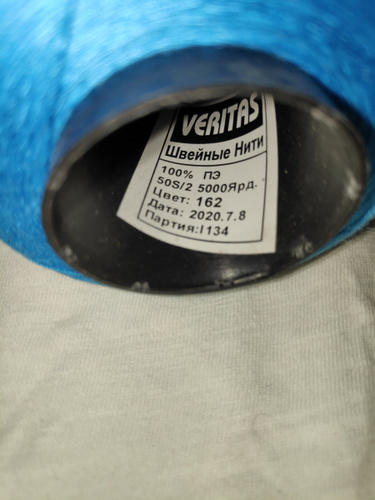 VERITAS
Швейные Нити
100% ПЭ
50S/2 5000Ярд.
Цвет: 162
Дата: 2020.7.8
Партия:I134